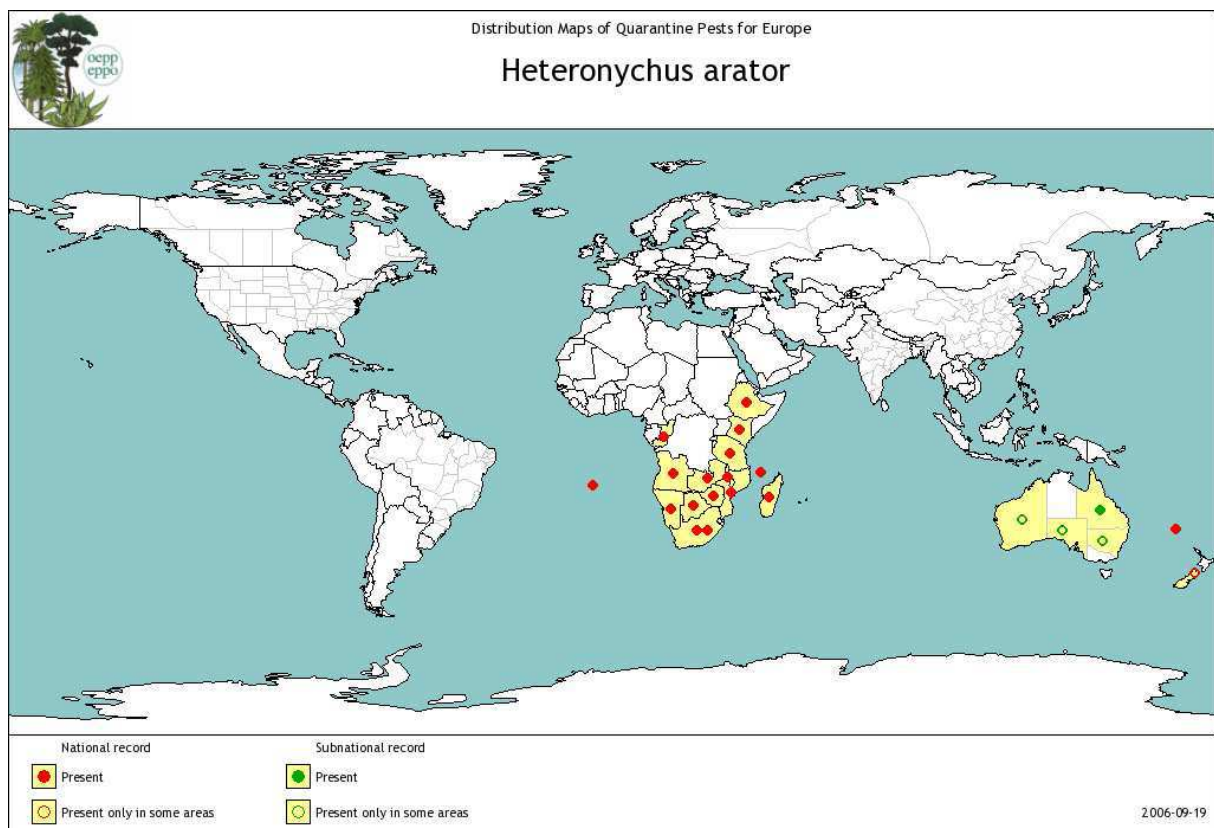 oepp
eppo
Distribution Maps of Quarantine Pests for Europe
Heteronychus arator
National record
Present
Present only in some areas
Subnational record
Present
Present only in some areas
2006-09-19